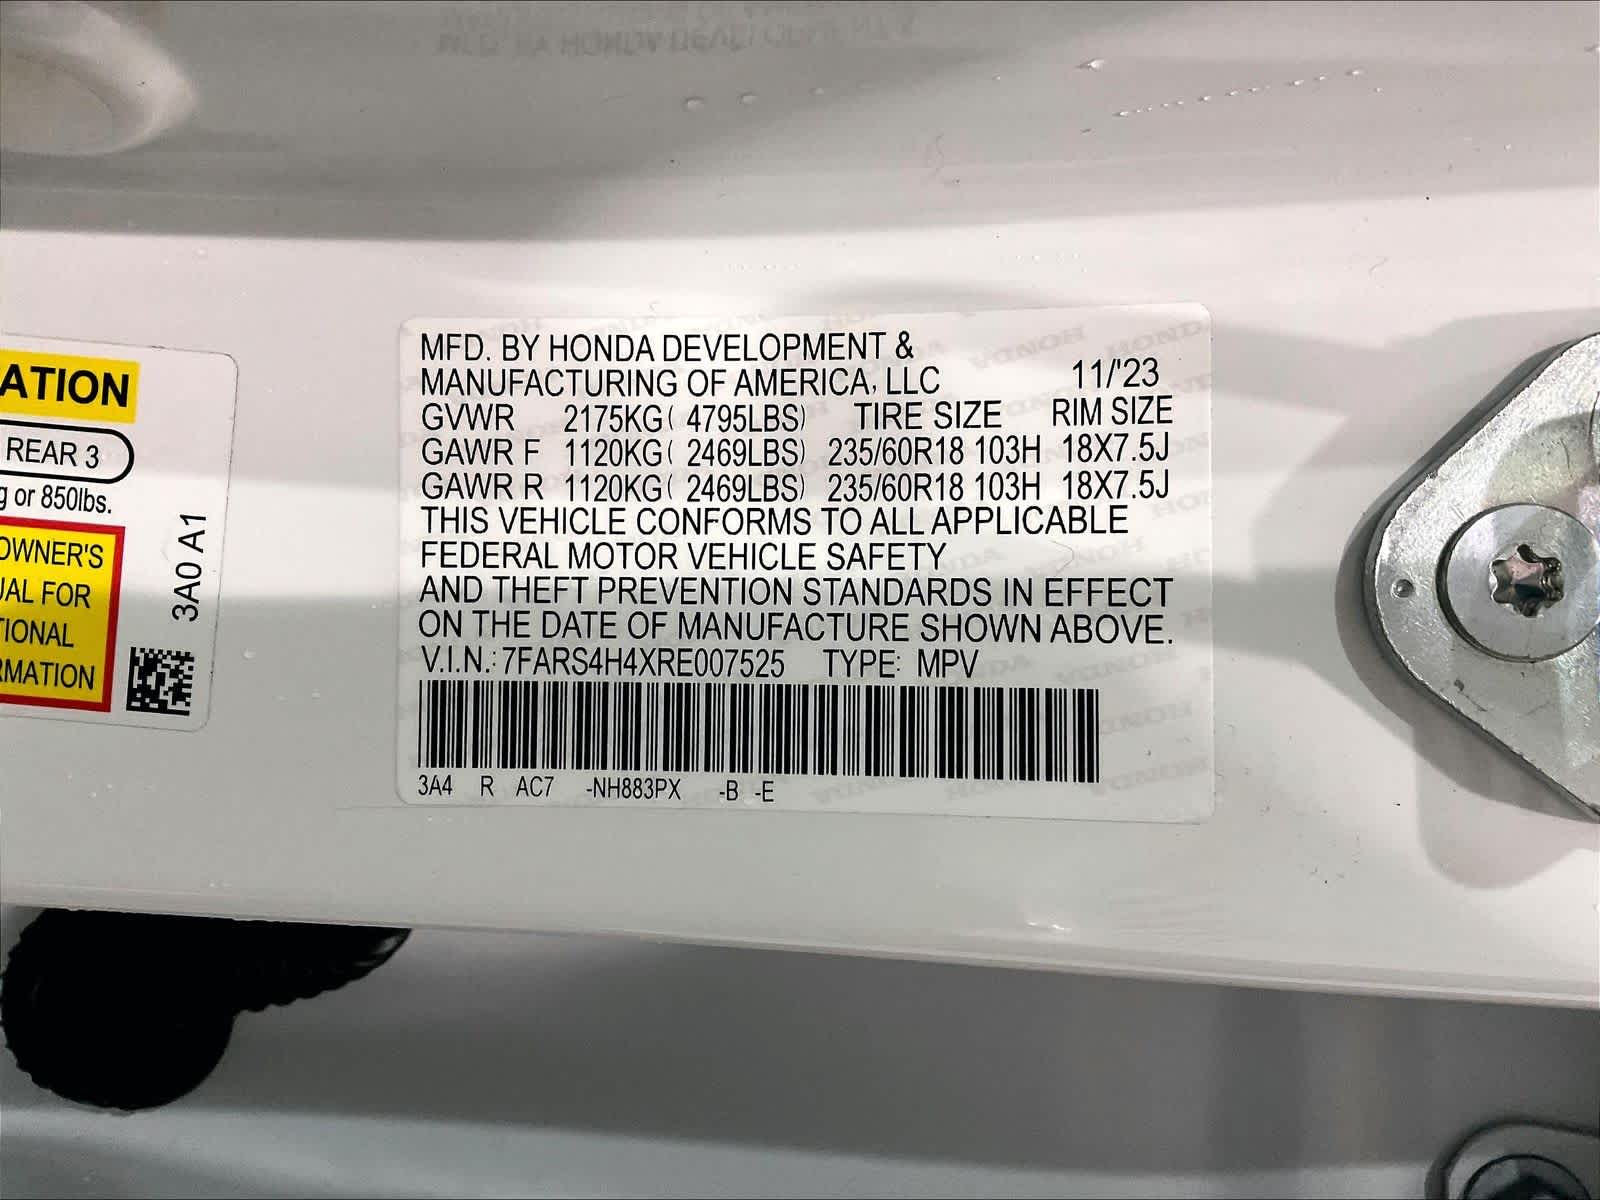 ATION
REAR 3
g or 850lbs.
OWNER'S
UAL FOR
TIONAL
RMATION
3A0 A1
MFD. BY HONDA DEVELOPMENT &
MANUFACTURING OF AMERICA, LLC 11/'23
GVWR 2175KG( 4795LBS) TIRE SIZE RIM SIZE
GAWR F 1120KG( 2469LBS) 235/60R18 103H 18X7.5J
GAWR R 1120KG( 2469LBS) 235/60R18 103H 18X7.5J
THIS VEHICLE CONFORMS TO ALL APPLICABLE
FEDERAL MOTOR VEHICLE SAFETY
AND THEFT PREVENTION STANDARDS IN EFFECT
ON THE DATE OF MANUFACTURE SHOWN ABOVE.
V.I.N.: 7FARS4H4XRE007525 TYPE: MPV
3A4 R AC7 -NH883PX -B -E